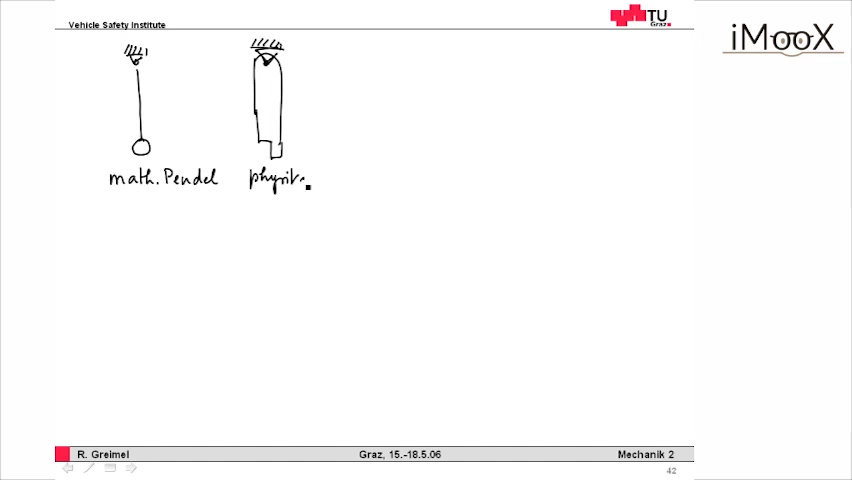 Vehicle Safety Institute
TU
Graz
iMooX
math. Pendel physik
R. Greimel Graz, 15.-18.5.06 Mechanik 2
42